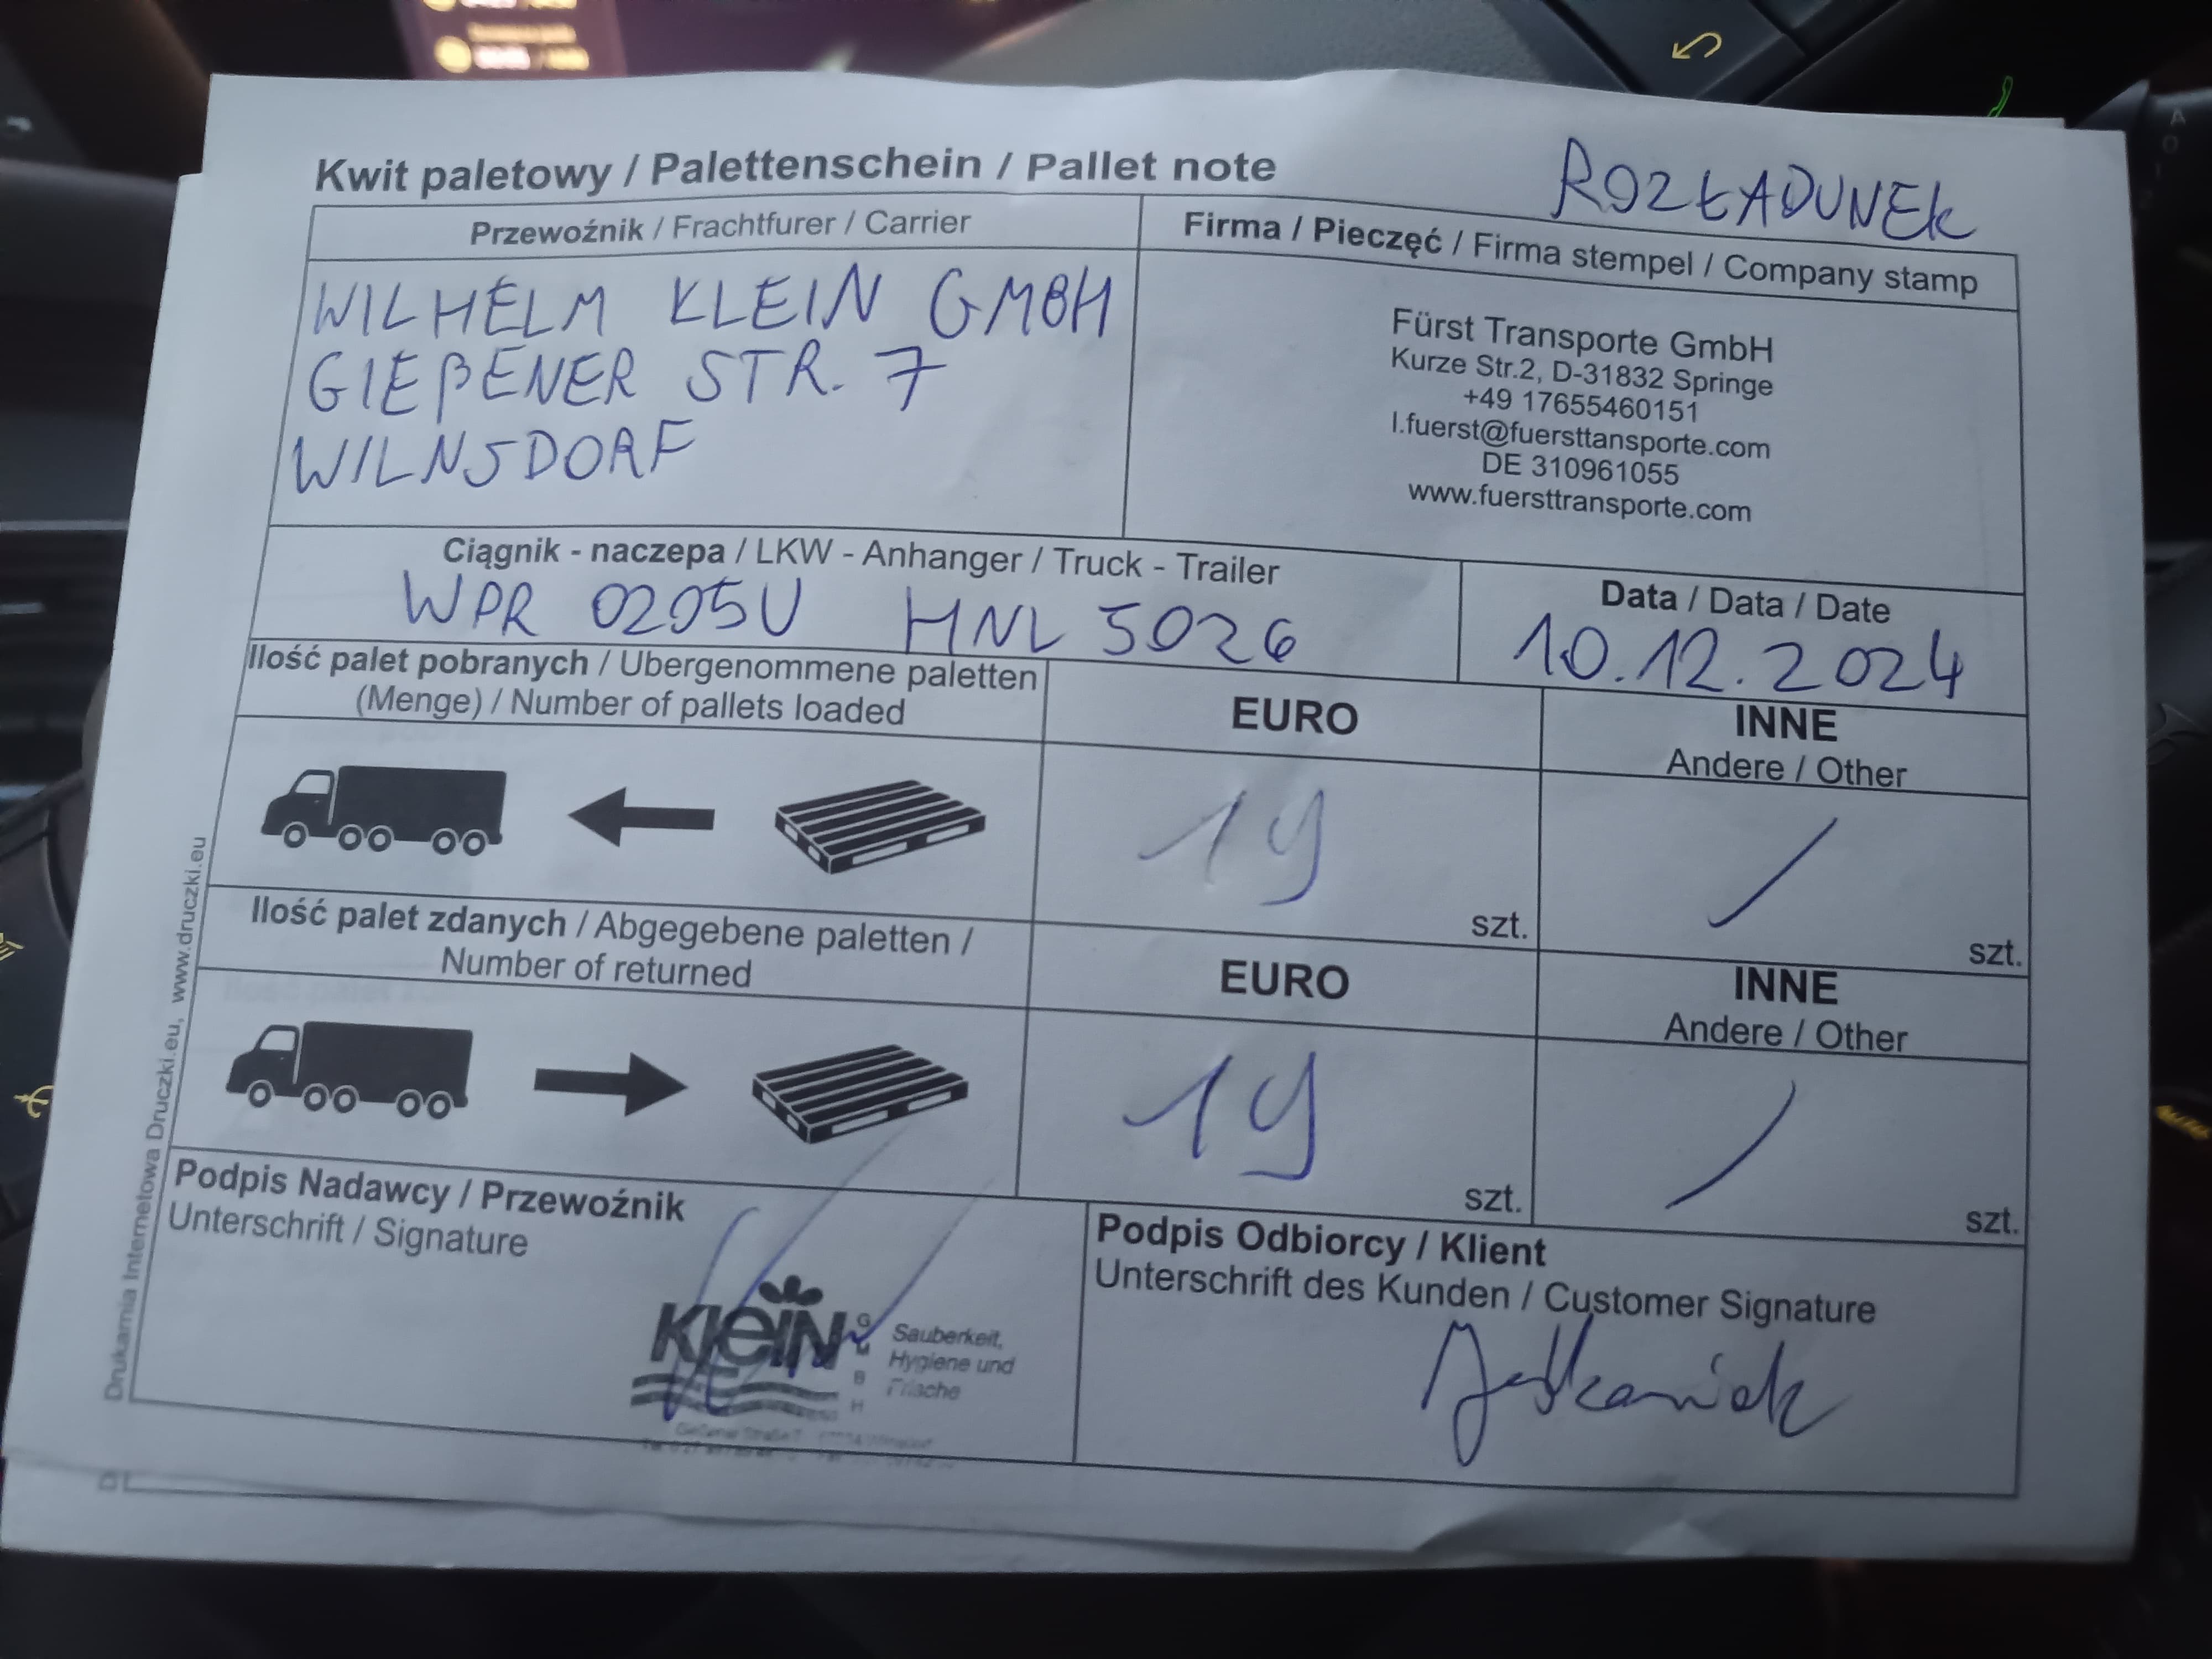 Kwit paletowy / Palettenschein / Pallet note
ROZŁADUNEK
Przewoźnik / Frachtfurer / Carrier
WILHELM KLEIN GMBH
GIEßENER STR. 7
WILNSDORF
Firma / Pieczęć / Firma stempel / Company stamp
Fürst Transporte GmbH
Kurze Str.2, D-31832 Springe
+49 17655460151
l.fuerst@fuersttansporte.com
DE 310961055
www.fuersttransporte.com
Ciągnik - naczepa / LKW - Anhanger / Truck - Trailer
WPR 0205U HNL 5026
Data / Data / Date
10.12.2024
Ilość palet pobranych / Ubergenommene paletten
(Menge) / Number of pallets loaded
EURO
19
szt.
INNE
Andere / Other
/
szt.
Ilość palet zdanych / Abgegebene paletten /
Number of returned
EURO
19
szt.
INNE
Andere / Other
/
szt.
Podpis Nadawcy / Przewoźnik
Unterschrift / Signature
KleiN GMBH
Sauberkeit,
Hygiene und
Frische
Podpis Odbiorcy / Klient
Unterschrift des Kunden / Customer Signature
Drukarnia Internetowa Druczki.eu, www.druczki.eu